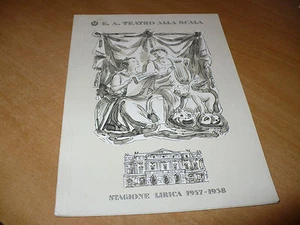 E. A. TEATRO ALLA SCALA
STAGIONE LIRICA 1957-1958